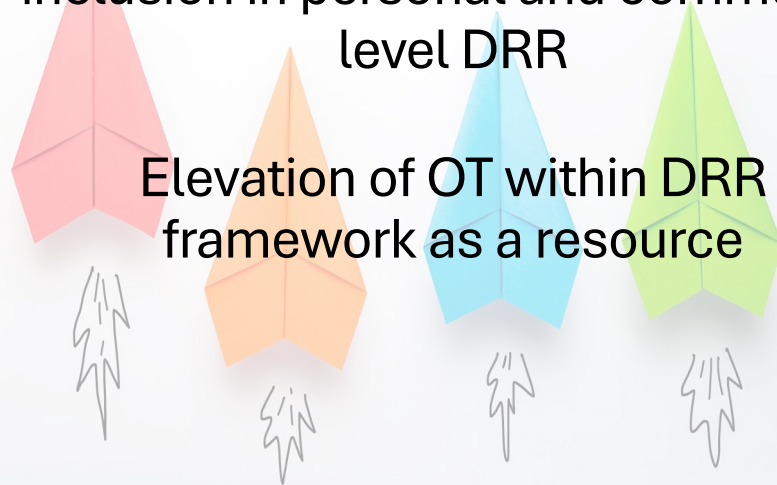 inclusion in personal and
level DRR
Elevation of OT within DRR
framework as a resource